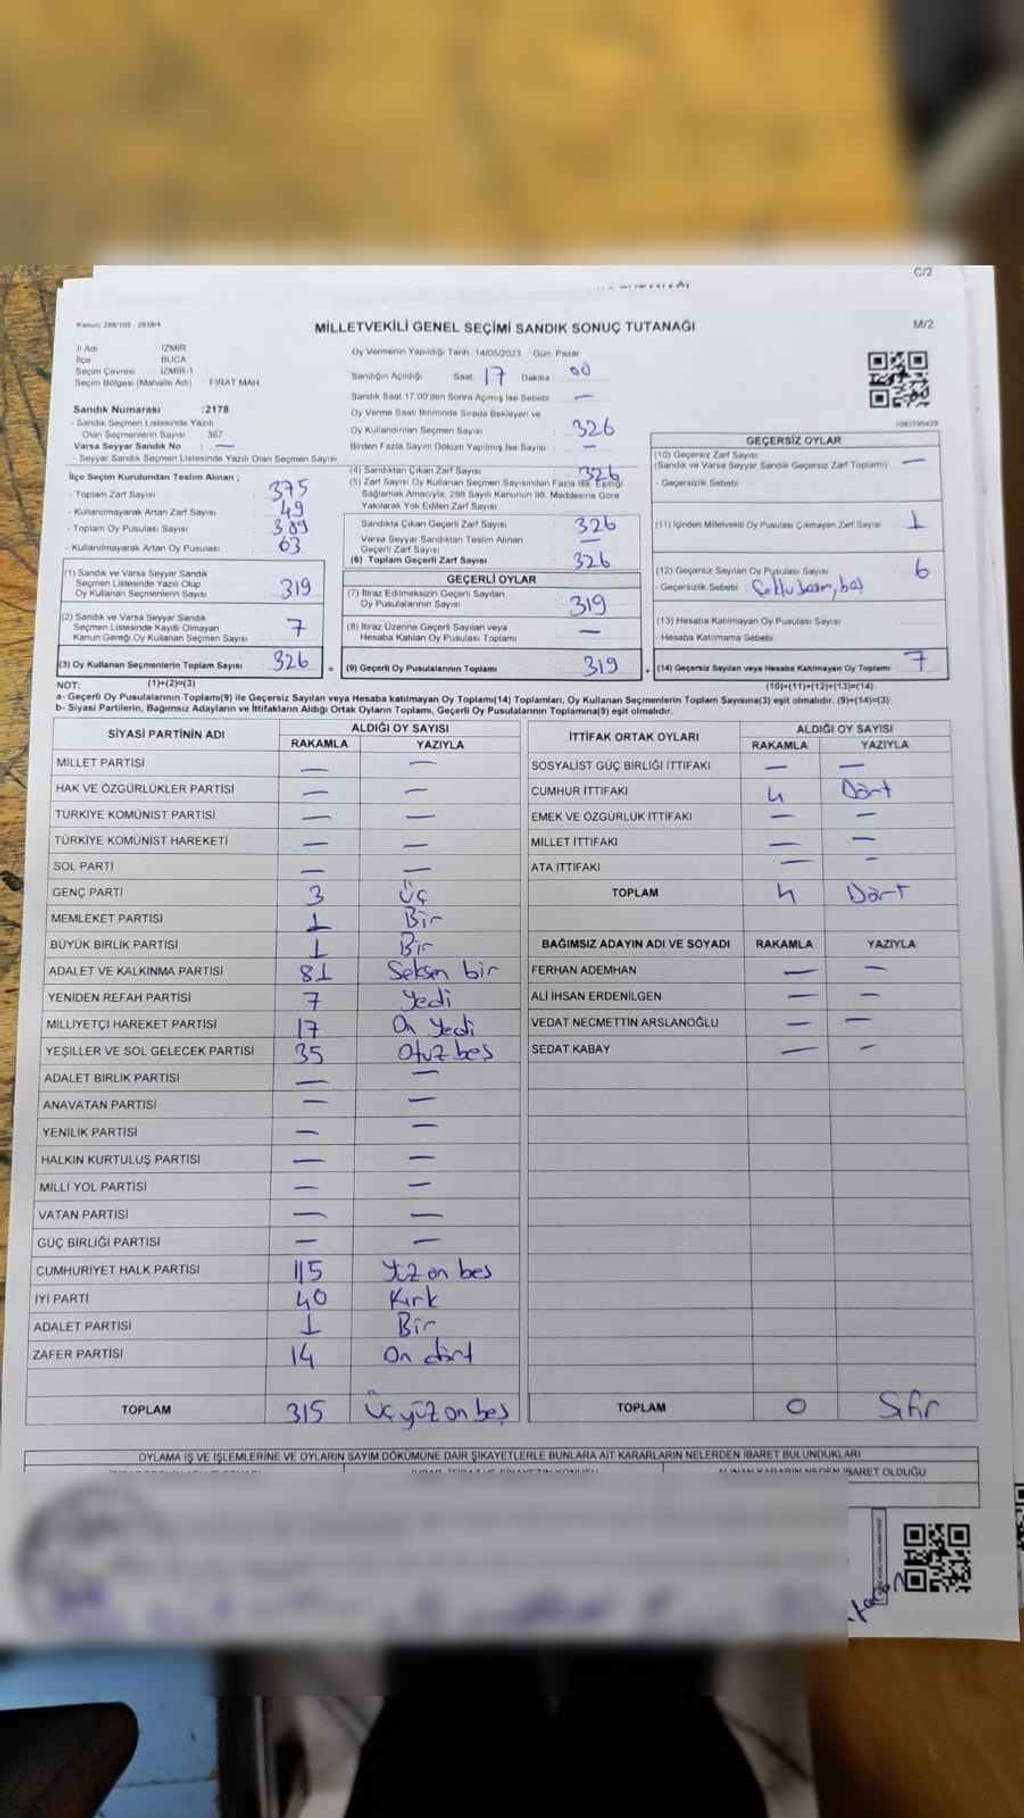 C/2
M/2
MİLLETVEKİLİ GENEL SEÇİMİ SANDIK SONUÇ TUTANAĞI
İl Adı İZMİR
İlçe BUCA
Seçim Çevresi İZMİR-1
Seçim Bölgesi (Mahalle Adı) FIRAT MAH.
Sandık Numarası :2178
- Sandık Seçmen Listesinde Yazılı
Olan Seçmenlerin Sayısı : 367
Varsa Seyyar Sandık No : —
- Seyyar Sandık Seçmen Listesinde Yazılı Olan Seçmen Sayısı
İlçe Seçim Kurulundan Teslim Alınan ;
- Toplam Zarf Sayısı 375
- Kullanılmayarak Artan Zarf Sayısı 49
- Toplam Oy Pusulası Sayısı 389
- Kullanılmayarak Artan Oy Pusulası 63
(1) Sandık ve Varsa Seyyar Sandık
Seçmen Listesinde Yazılı Olup
Oy Kullanan Seçmenlerin Sayısı 319
(2) Sandık ve Varsa Seyyar Sandık
Seçmen Listesinde Kayıtlı Olmayan
Kanun Gereği Oy Kullanan Seçmen Sayısı 7
(3) Oy Kullanan Seçmenlerin Toplam Sayısı 326
Oy Vermenin Yapıldığı Tarih : 14/05/2023 Gün: Pazar
Sandığın Açıldığı Saat 17 Dakika : 00
Sandık Saat 17:00'den Sonra Açılmış İse Sebebi —
Oy Verme Saati Bitiminde Sırada Bekleyen ve
Oy Kullandırılan Seçmen Sayısı 326
Birden Fazla Sayım Döküm Yapılmış İse Sayısı —
(4) Sandıktan Çıkan Zarf Sayısı 326
(5) Zarf Sayısı Oy Kullanan Seçmen Sayısından Fazla İse, Eşitliği
Sağlamak Amacıyla, 298 Sayılı Kanunun 98. Maddesine Göre
Yakılarak Yok Edilen Zarf Sayısı
Sandıkta Çıkan Geçerli Zarf Sayısı 326
Varsa Seyyar Sandıktan Teslim Alınan
Geçerli Zarf Sayısı —
(6) Toplam Geçerli Zarf Sayısı 326
GEÇERLİ OYLAR
(7) İtiraz Edilmeksizin Geçerli Sayılan
Oy Pusulalarının Sayısı 319
(8) İtiraz Üzerine Geçerli Sayılan veya
Hesaba Katılan Oy Pusulası Toplamı —
= (9) Geçerli Oy Pusulalarının Toplamı 319
GEÇERSİZ OYLAR
(10) Geçersiz Zarf Sayısı
(Sandık ve Varsa Seyyar Sandık Geçersiz Zarf Toplamı) —
- Geçersizlik Sebebi
(11) İçinden Milletvekili Oy Pusulası Çıkmayan Zarf Sayısı 1
(12) Geçersiz Sayılan Oy Pusulası Sayısı 6
- Geçersizlik Sebebi :
(13) Hesaba Katılmayan Oy Pusulası Sayısı
- Hesaba Katılmama Sebebi
+ (14) Geçersiz Sayılan veya Hesaba Katılmayan Oy Toplamı 7
NOT: (1)+(2)=(3) (10)+(11)+(12)+(13)=(14)
a- Geçerli Oy Pusulalarının Toplamı(9) ile Geçersiz Sayılan veya Hesaba katılmayan Oy Toplamı(14) Toplamları, Oy Kullanan Seçmenlerin Toplam Sayısına(3) eşit olmalıdır. (9)+(14)=(3)
b- Siyasi Partilerin, Bağımsız Adayların ve İttifakların Aldığı Ortak Oyların Toplamı, Geçerli Oy Pusulalarının Toplamına(9) eşit olmalıdır.
SİYASİ PARTİNİN ADI ALDIĞI OY SAYISI
RAKAMLA YAZIYLA
MİLLET PARTİSİ — —
HAK VE ÖZGÜRLÜKLER PARTİSİ — —
TÜRKİYE KOMÜNİST PARTİSİ — —
TÜRKİYE KOMÜNİST HAREKETİ — —
SOL PARTİ — —
GENÇ PARTİ 3 Üç
MEMLEKET PARTİSİ 1 Bir
BÜYÜK BİRLİK PARTİSİ 1 Bir
ADALET VE KALKINMA PARTİSİ 81 Seksen bir
YENİDEN REFAH PARTİSİ 7 Yedi
MİLLİYETÇİ HAREKET PARTİSİ 17 On Yedi
YEŞİLLER VE SOL GELECEK PARTİSİ 35 Otuz beş
ADALET BİRLİK PARTİSİ — —
ANAVATAN PARTİSİ — —
YENİLİK PARTİSİ — —
HALKIN KURTULUŞ PARTİSİ — —
MİLLİ YOL PARTİSİ — —
VATAN PARTİSİ — —
GÜÇ BİRLİĞİ PARTİSİ — —
CUMHURİYET HALK PARTİSİ 115 Yüz on beş
İYİ PARTİ 40 Kırk
ADALET PARTİSİ 1 Bir
ZAFER PARTİSİ 14 On dört
TOPLAM 315 Üç yüz on beş
İTTİFAK ORTAK OYLARI ALDIĞI OY SAYISI
RAKAMLA YAZIYLA
SOSYALİST GÜÇ BİRLİĞİ İTTİFAKI — —
CUMHUR İTTİFAKI 4 Dört
EMEK VE ÖZGÜRLÜK İTTİFAKI — —
MİLLET İTTİFAKI — —
ATA İTTİFAKI — —
TOPLAM 4 Dört
BAĞIMSIZ ADAYIN ADI VE SOYADI RAKAMLA YAZIYLA
FERHAN ADEMHAN — —
ALİ İHSAN ERDENİLGEN — —
VEDAT NECMETTİN ARSLANOĞLU — —
SEDAT KABAY — —
TOPLAM 0 Sıfır
OYLAMA İŞ VE İŞLEMLERİNE VE OYLARIN SAYIM DÖKÜMÜNE DAİR ŞİKAYETLERLE BUNLARA AİT KARARLARIN NELERDEN İBARET BULUNDUKLARI